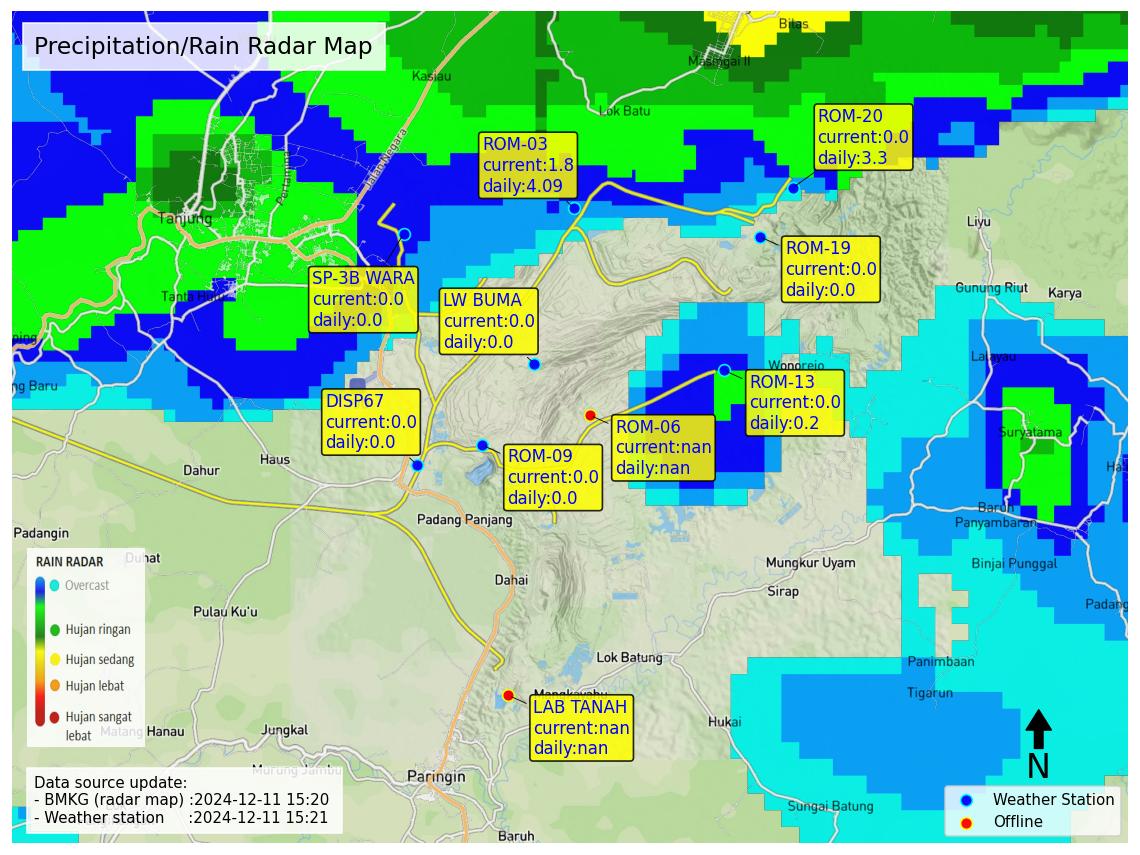 Precipitation/Rain Radar Map
Bilas
Masingai II
Kasiau
Lok Batu
ROM-20
current:0.0
daily:3.3
ROM-03
current:1.8
daily:4.09
Jalan Negara
Pertamina
Tanjung
Liyu
ROM-19
current:0.0
daily:0.0
SP-3B WARA
current:0.0
daily:0.0
Tanta Hulu
Gunung Riut
Karya
LW BUMA
current:0.0
daily:0.0
Lalayau
Wonorejo
ROM-13
current:0.0
daily:0.2
ng Baru
DISP67
current:0.0
daily:0.0
ROM-06
current:nan
daily:nan
Suryatama
ROM-09
current:0.0
daily:0.0
Haus
Dahur
Padang Panjang
Baruh
Panyambaran
Padangin
Duhat
Binjai Punggal
Mungkur Uyam
Dahai
Sirap
Padang
Pulau Ku'u
RAIN RADAR
Overcast
Hujan ringan
Hujan sedang
Hujan lebat
Hujan sangat
lebat
Lok Batung
Panimbaan
Tigarun
Mangkayahu
LAB TANAH
current:nan
daily:nan
Hukai
Matang Hanau
Jungkal
Murung Jambu
Paringin
N
Data source update:
- BMKG (radar map) :2024-12-11 15:20
- Weather station :2024-12-11 15:21
Sungai Batung
Baruh
Weather Station
Offline